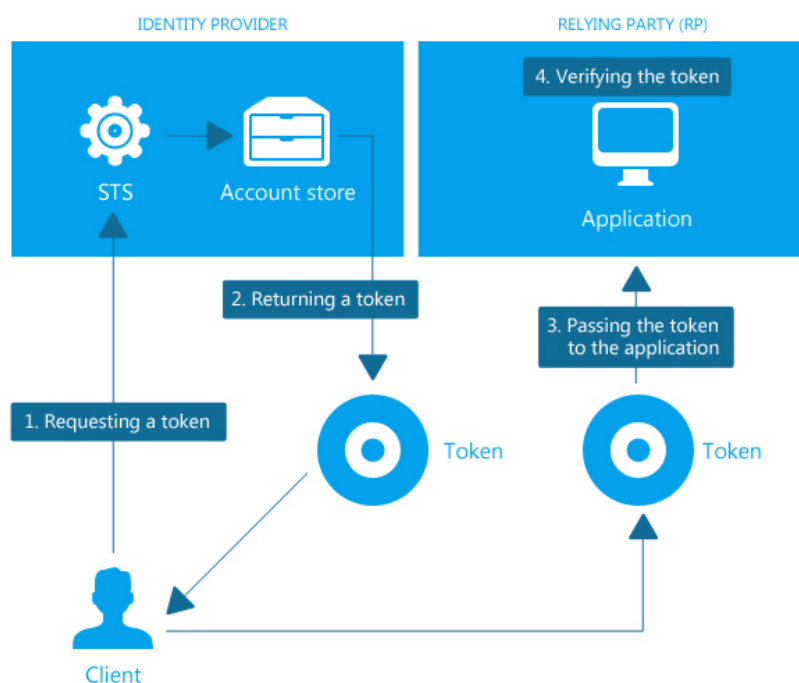 IDENTITY PROVIDER
RELYING PARTY (RP)
4. Verifying the token
STS
Account store
Application
2. Returning a token
3. Passing the token
to the application
1. Requesting a token
Token
Token
Client